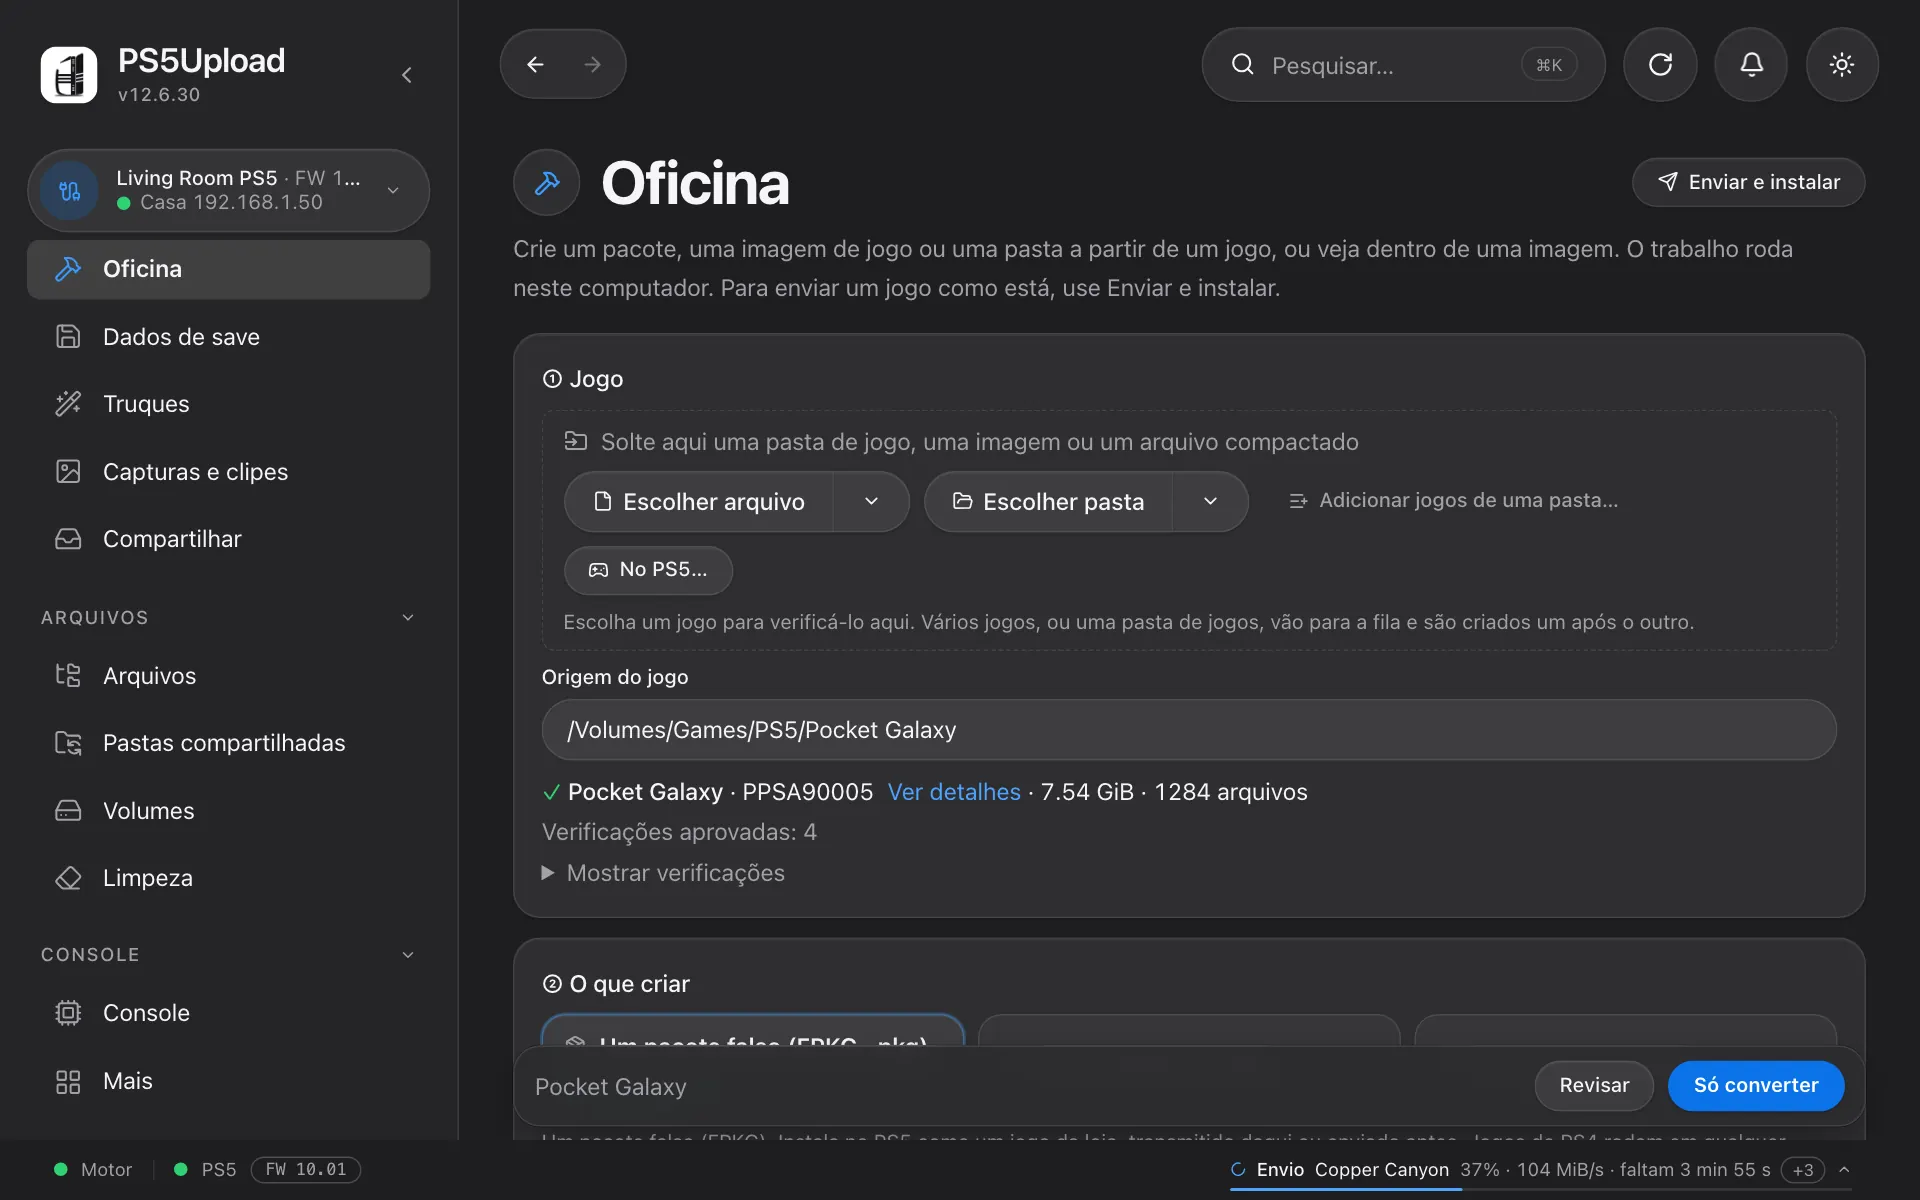 PS5Upload
v12.6.30
Living Room PS5 · FW 1...
Casa 192.168.1.50
Oficina
Dados de save
Truques
Capturas e clipes
Compartilhar
ARQUIVOS
Arquivos
Pastas compartilhadas
Volumes
Limpeza
CONSOLE
Console
Mais
Pesquisar...
⌘K
Oficina
Enviar e instalar
Crie um pacote, uma imagem de jogo ou uma pasta a partir de um jogo, ou veja dentro de uma imagem. O trabalho roda
neste computador. Para enviar um jogo como está, use Enviar e instalar.
① Jogo
Solte aqui uma pasta de jogo, uma imagem ou um arquivo compactado
Escolher arquivo
Escolher pasta
Adicionar jogos de uma pasta...
No PS5...
Escolha um jogo para verificá-lo aqui. Vários jogos, ou uma pasta de jogos, vão para a fila e são criados um após o outro.
Origem do jogo
/Volumes/Games/PS5/Pocket Galaxy
Pocket Galaxy · PPSA90005 Ver detalhes · 7.54 GiB · 1284 arquivos
Verificações aprovadas: 4
Mostrar verificações
② O que criar
Um pacote falso (FPKG, .pkg)
Pocket Galaxy
Revisar
Só converter
Motor
PS5
FW 10.01
Envio Copper Canyon 37% · 104 MiB/s · faltam 3 min 55 s
+3